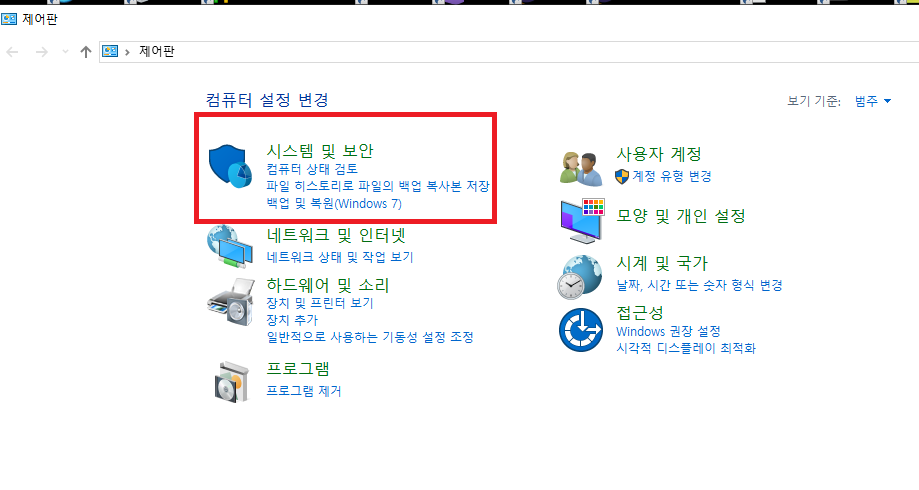 제어판
제어판
컴퓨터 설정 변경
보기 기준: 범주
시스템 및 보안
컴퓨터 상태 검토
파일 히스토리로 파일의 백업 복사본 저장
백업 및 복원(Windows 7)
네트워크 및 인터넷
네트워크 상태 및 작업 보기
하드웨어 및 소리
장치 및 프린터 보기
장치 추가
일반적으로 사용하는 기동성 설정 조정
프로그램
프로그램 제거
사용자 계정
계정 유형 변경
모양 및 개인 설정
시계 및 국가
날짜, 시간 또는 숫자 형식 변경
접근성
Windows 권장 설정
시각적 디스플레이 최적화